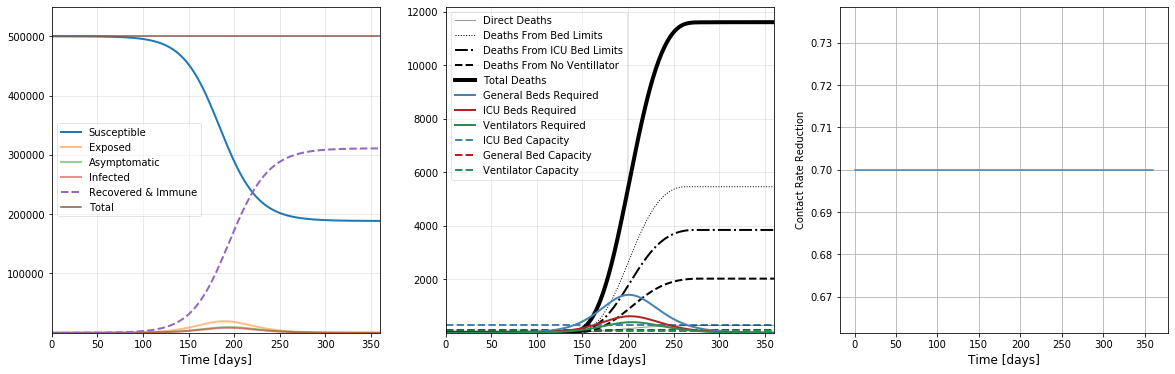 500000
400000
300000
200000
100000
0 50 100 150 200 250 300 350
Time [days]
Susceptible
Exposed
Asymptomatic
Infected
Recovered & Immune
Total
12000
10000
8000
6000
4000
2000
0 50 100 150 200 250 300 350
Time [days]
Direct Deaths
Deaths From Bed Limits
Deaths From ICU Bed Limits
Deaths From No Ventillator
Total Deaths
General Beds Required
ICU Beds Required
Ventilators Required
ICU Bed Capacity
General Bed Capacity
Ventilator Capacity
Contact Rate Reduction
0.73
0.72
0.71
0.70
0.69
0.68
0.67
0 50 100 150 200 250 300 350
Time [days]